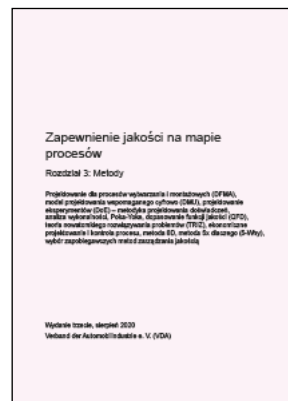 Zapewnienie jakości na mapie
procesów
Rozdział 3: Metody
Projektowanie dla procesów wytwarzania i montażowych (DFMA),
model projektowania wspomaganego cyfrowo (DMU), projektowanie
eksperymentów (DoE) – metodyka projektowania doświadczeń,
analiza wykonalności, Poka-Yoke, dopasowanie funkcji jakości (QFD),
teoria nowatorskiego rozwiązywania problemów (TRIZ), ekonomiczne
projektowanie i kontrola procesu, metoda 8D, metoda 5x dlaczego (5-Why),
wybór zapobiegawczych metod zarządzania jakością
Wydanie trzecie, sierpień 2020
Verband der Automobilindustrie e. V. (VDA)